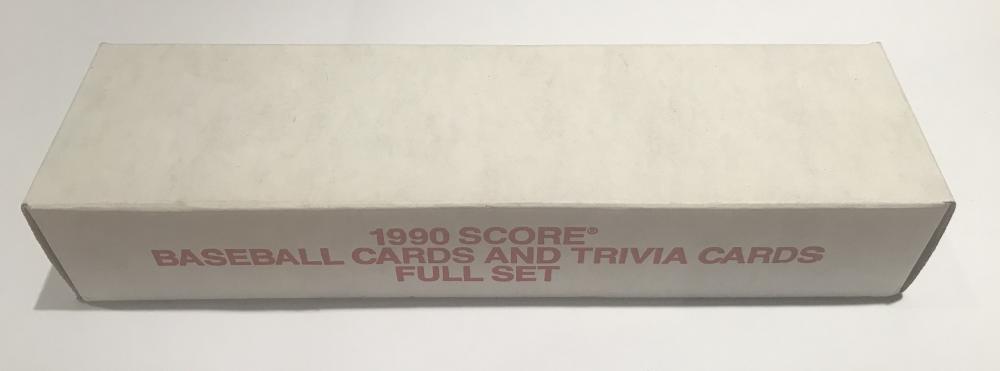 1990 SCORE®
BASEBALL CARDS AND TRIVIA CARDS
FULL SET